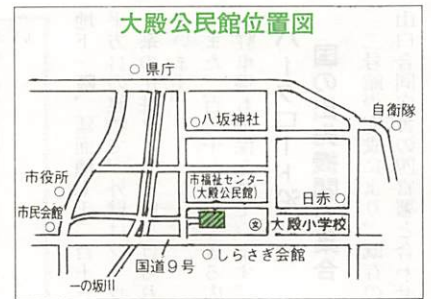 大殿公民館位置図
県庁
自衛隊
八坂神社
市福祉センター
(大殿公民館)
市役所
日赤
市民会館
文
大殿小学校
しらさぎ会館
国道9号
一の坂川